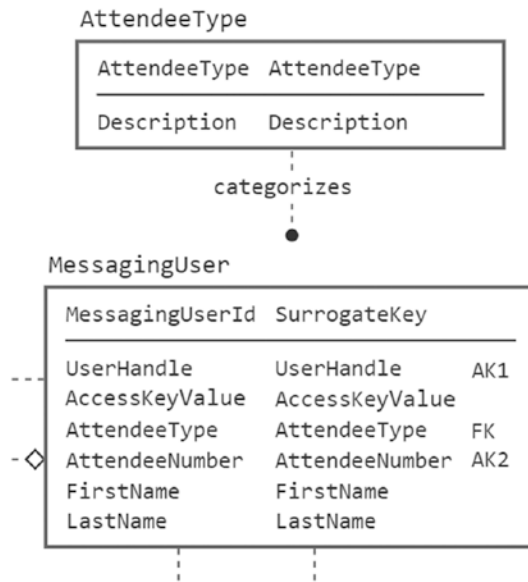 AttendeeType
AttendeeType AttendeeType
Description Description
categorizes
MessagingUser
MessagingUserId SurrogateKey
UserHandle UserHandle AK1
AccessKeyValue AccessKeyValue
AttendeeType AttendeeType FK
AttendeeNumber AttendeeNumber AK2
FirstName FirstName
LastName LastName